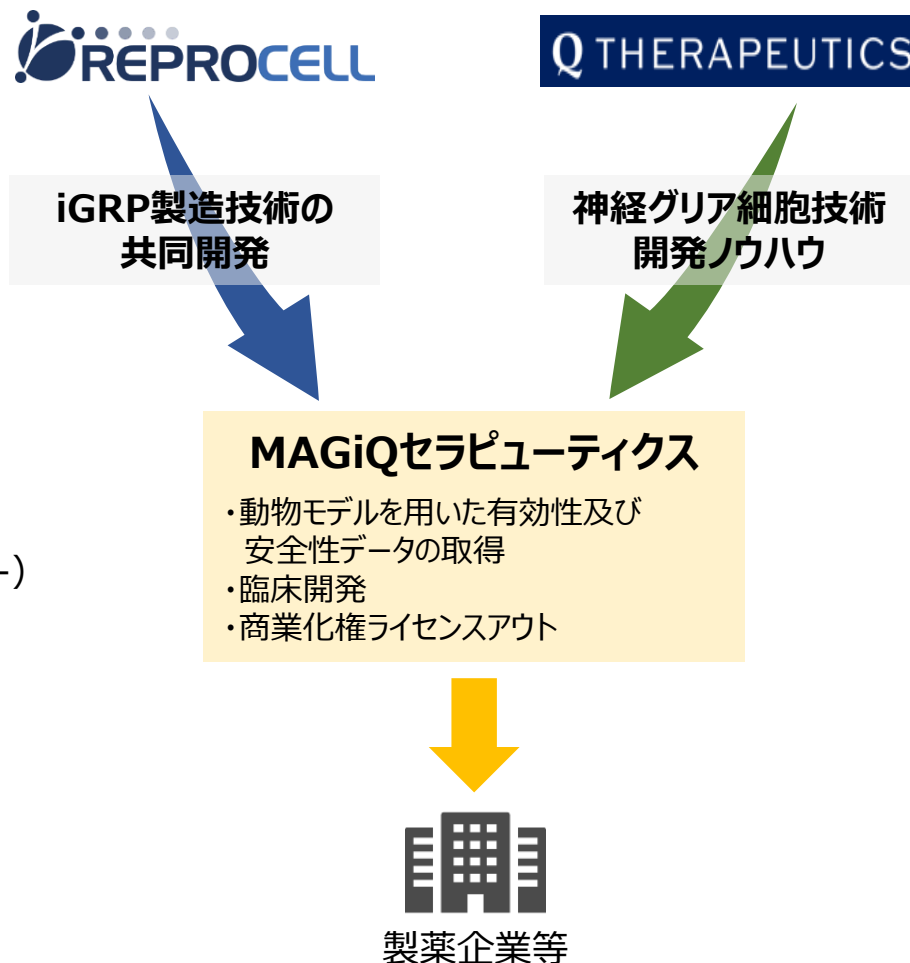 REPROCELL
Q THERAPEUTICS
iGRP製造技術の
共同開発
神経グリア細胞技術
開発ノウハウ
MAGiQセラピューティクス
・動物モデルを用いた有効性及び
安全性データの取得
・臨床開発
・商業化権ライセンスアウト
-）
製薬企業等